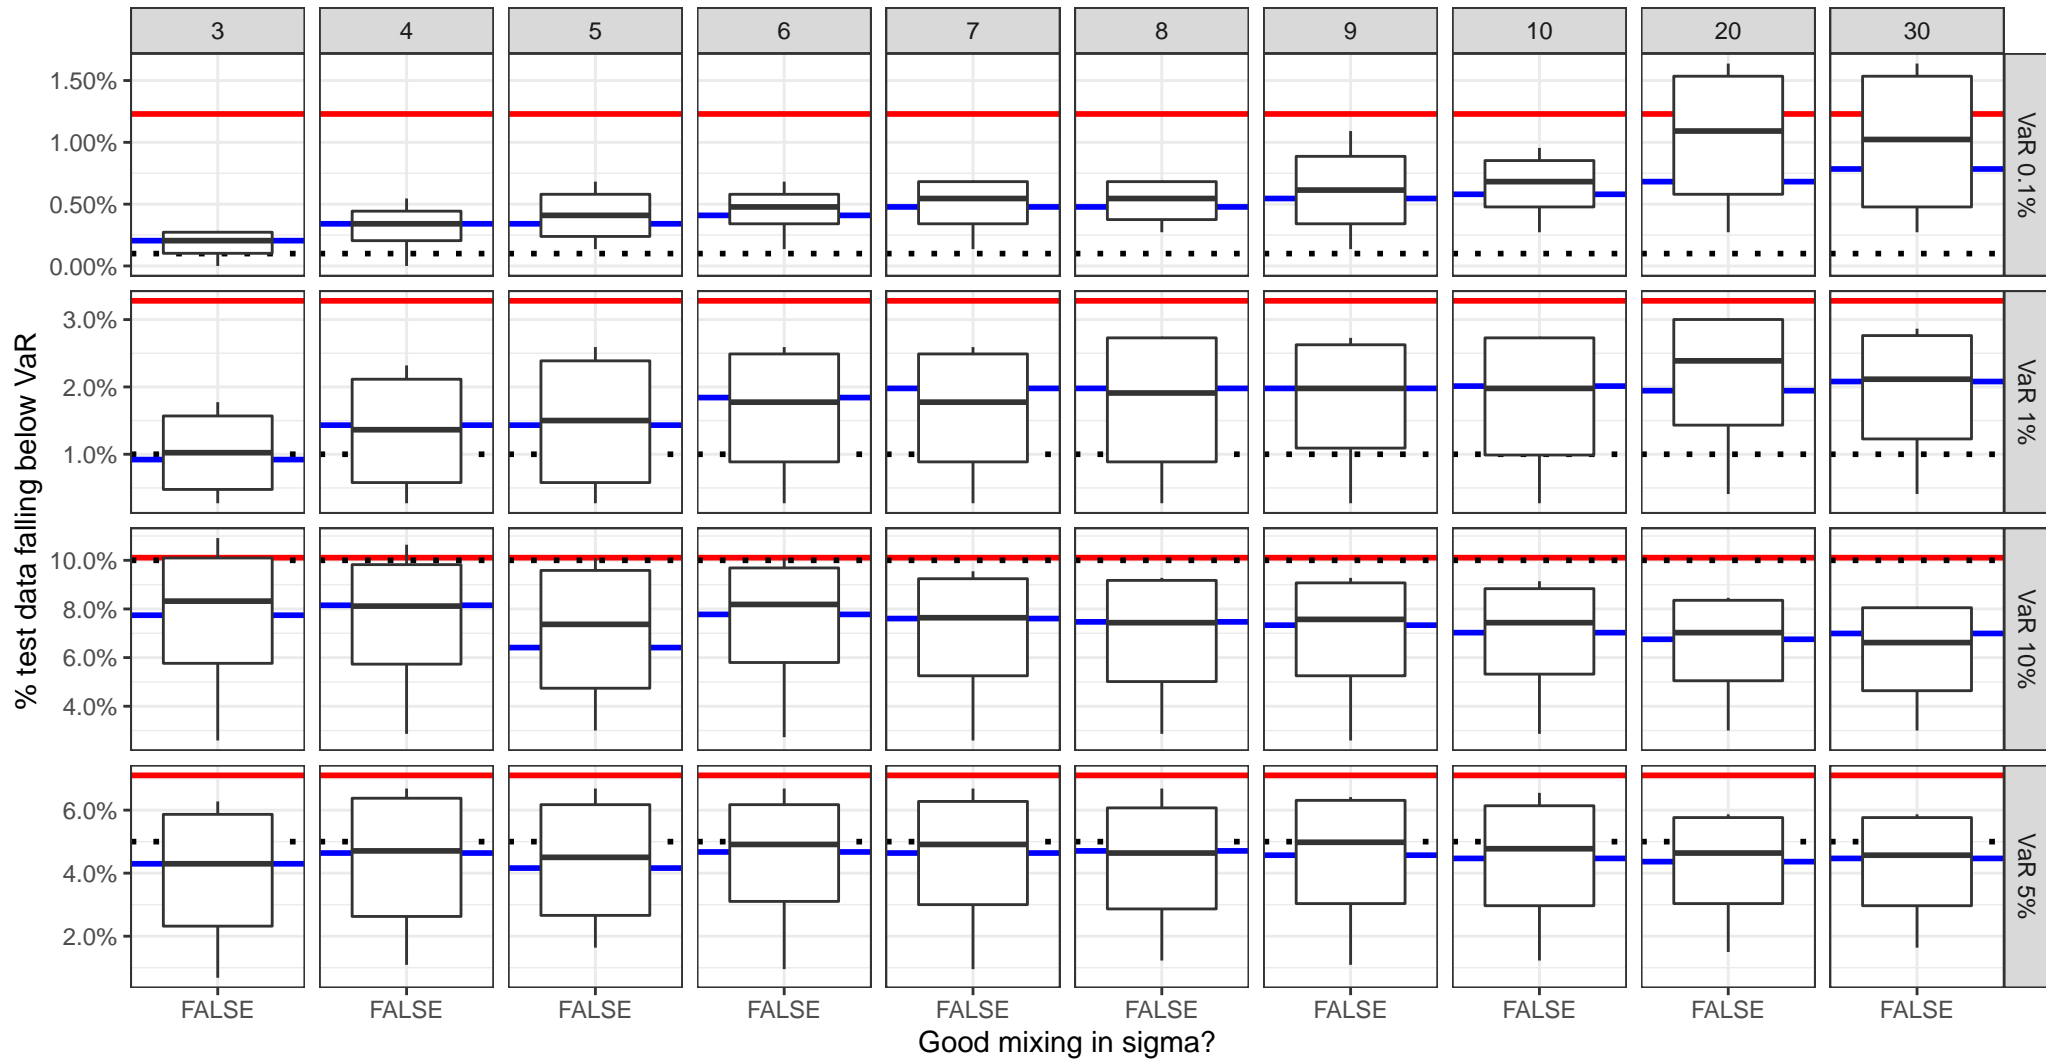 3 4 5 6 7 8 9 10 20 30
1.50%
1.00%
0.50%
0.00%
VaR 0.1%
3.0%
2.0%
1.0%
VaR 1%
10.0%
8.0%
6.0%
4.0%
VaR 10%
6.0%
4.0%
2.0%
VaR 5%
% test data falling below VaR
FALSE FALSE FALSE FALSE FALSE FALSE FALSE FALSE FALSE FALSE
Good mixing in sigma?